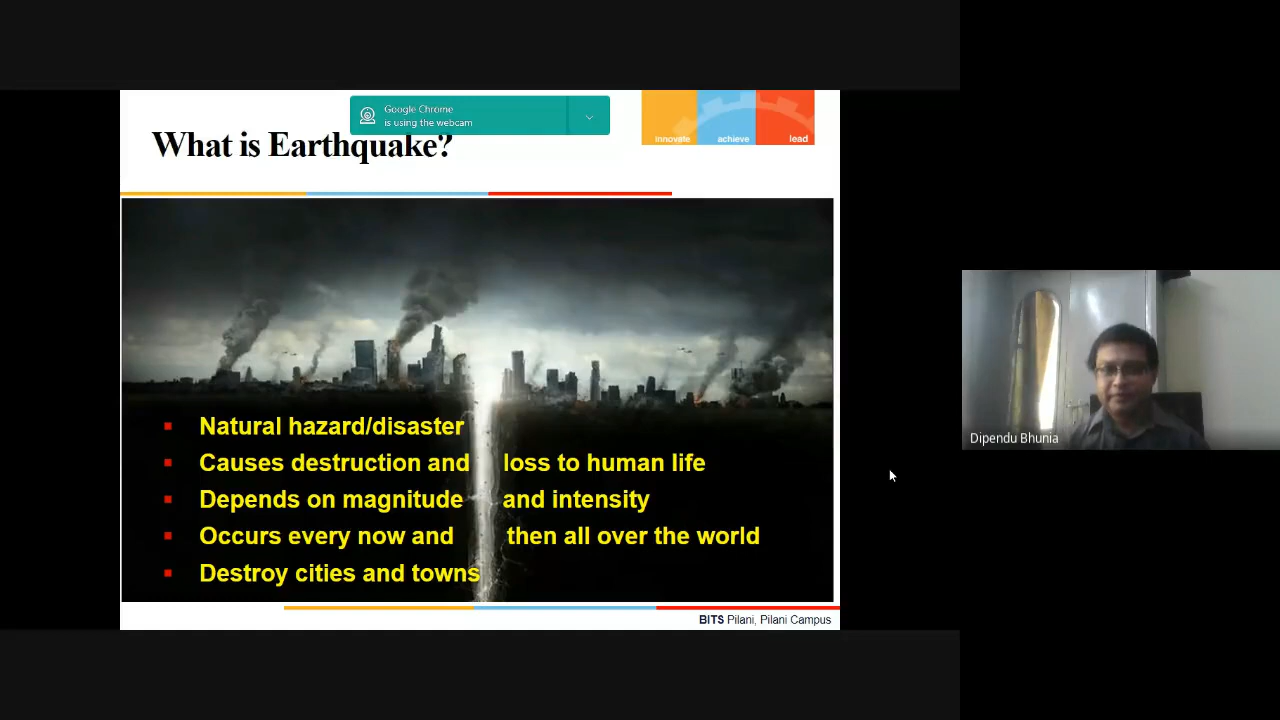 Google Chrome
is using the webcam
innovate achieve lead
What is Earthquake?
Natural hazard/disaster
Causes destruction and loss to human life
Depends on magnitude and intensity
Occurs every now and then all over the world
Destroy cities and towns
BITS Pilani, Pilani Campus
Dipendu Bhunia